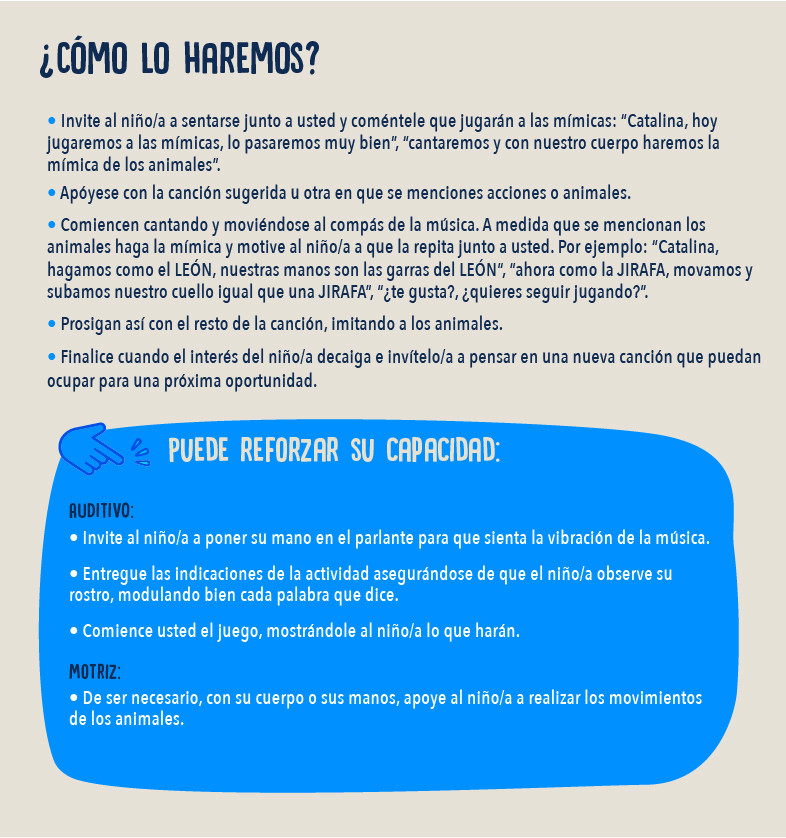 ¿CÓMO LO HAREMOS?
• Invite al niño/a a sentarse junto a usted y coméntele que jugarán a las mímicas: “Catalina, hoy
jugaremos a las mímicas, lo pasaremos muy bien”, “cantaremos y con nuestro cuerpo haremos la
mímica de los animales”.
• Apóyese con la canción sugerida u otra en que se menciones acciones o animales.
• Comiencen cantando y moviéndose al compás de la música. A medida que se mencionan los
animales haga la mímica y motive al niño/a a que la repita junto a usted. Por ejemplo: “Catalina,
hagamos como el LEÓN, nuestras manos son las garras del LEÓN”, “ahora como la JIRAFA, movamos y
subamos nuestro cuello igual que una JIRAFA”, “¿te gusta?, ¿quieres seguir jugando?”.
• Prosigan así con el resto de la canción, imitando a los animales.
• Finalice cuando el interés del niño/a decaiga e invítelo/a a pensar en una nueva canción que puedan
ocupar para una próxima oportunidad.
PUEDE REFORZAR SU CAPACIDAD:
AUDITIVO:
• Invite al niño/a a poner su mano en el parlante para que sienta la vibración de la música.
• Entregue las indicaciones de la actividad asegurándose de que el niño/a observe su
rostro, modulando bien cada palabra que dice.
• Comience usted el juego, mostrándole al niño/a lo que harán.
MOTRIZ:
• De ser necesario, con su cuerpo o sus manos, apoye al niño/a a realizar los movimientos
de los animales.